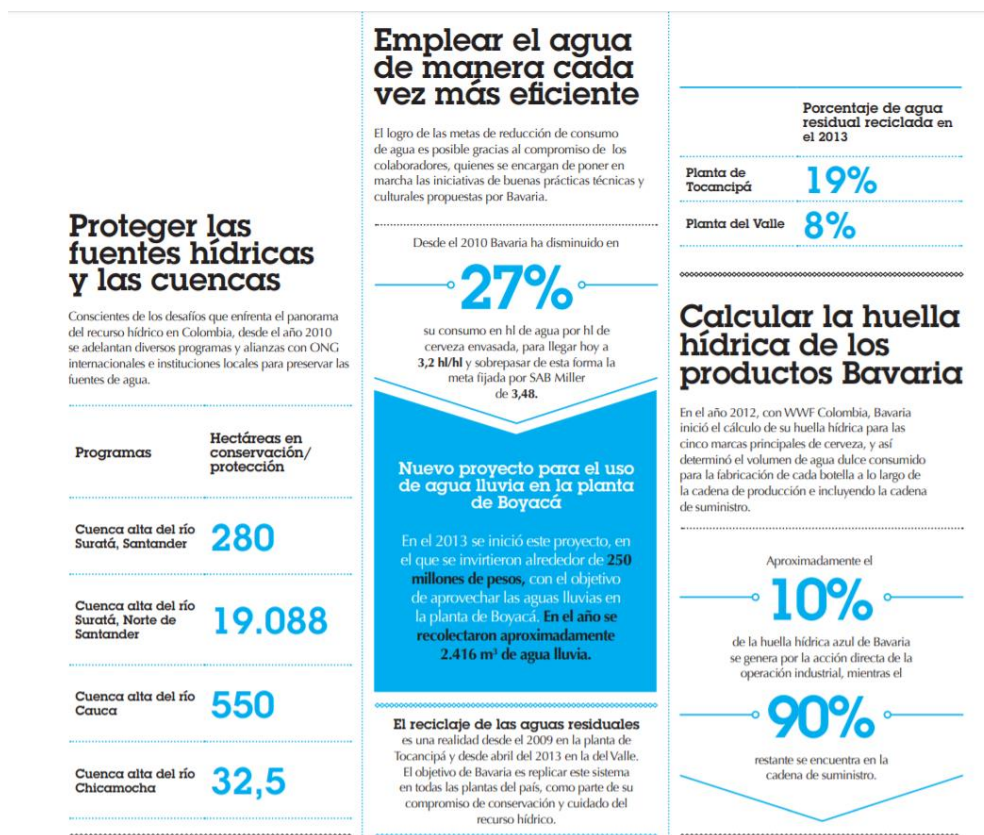 Proteger las
fuentes hídricas
y las cuencas
Conscientes de los desafíos que enfrenta el panorama
del recurso hídrico en Colombia, desde el año 2010
se adelantan diversos programas y alianzas con ONG
internacionales e instituciones locales para preservar las
fuentes de agua.
Programas
Hectáreas en
conservación/
protección
Cuenca alta del río
Suratá, Santander
280
Cuenca alta del río
Suratá, Norte de
Santander
19.088
Cuenca alta del río
Cauca
550
Cuenca alta del río
Chicamocha
32,5
Emplear el agua
de manera cada
vez más eficiente
El logro de las metas de reducción de consumo
de agua es posible gracias al compromiso de los
colaboradores, quienes se encargan de poner en
marcha las iniciativas de buenas prácticas técnicas y
culturales propuestas por Bavaria.
Desde el 2010 Bavaria ha disminuido en
27%
su consumo en hl de agua por hl de
cerveza envasada, para llegar hoy a
3,2 hl/hl y sobrepasar de esta forma la
meta fijada por SAB Miller
de 3,48.
Nuevo proyecto para el uso
de agua lluvia en la planta
de Boyacá
En el 2013 se inició este proyecto, en
el que se invirtieron alrededor de 250
millones de pesos, con el objetivo
de aprovechar las aguas lluvias en
la planta de Boyacá. En el año se
recolectaron aproximadamente
2.416 m³ de agua lluvia.
El reciclaje de las aguas residuales
es una realidad desde el 2009 en la planta de
Tocancipá y desde abril del 2013 en la del Valle.
El objetivo de Bavaria es replicar este sistema
en todas las plantas del país, como parte de su
compromiso de conservación y cuidado del
recurso hídrico.
Porcentaje de agua
residual reciclada en
el 2013
Planta de
Tocancipá
19%
Planta del Valle
8%
Calcular la huella
hídrica de los
productos Bavaria
En el año 2012, con WWF Colombia, Bavaria
inició el cálculo de su huella hídrica para las
cinco marcas principales de cerveza, y así
determinó el volumen de agua dulce consumido
para la fabricación de cada botella a lo largo de
la cadena de producción e incluyendo la cadena
de suministro.
Aproximadamente el
10%
de la huella hídrica azul de Bavaria
se genera por la acción directa de la
operación industrial, mientras el
90%
restante se encuentra en la
cadena de suministro.